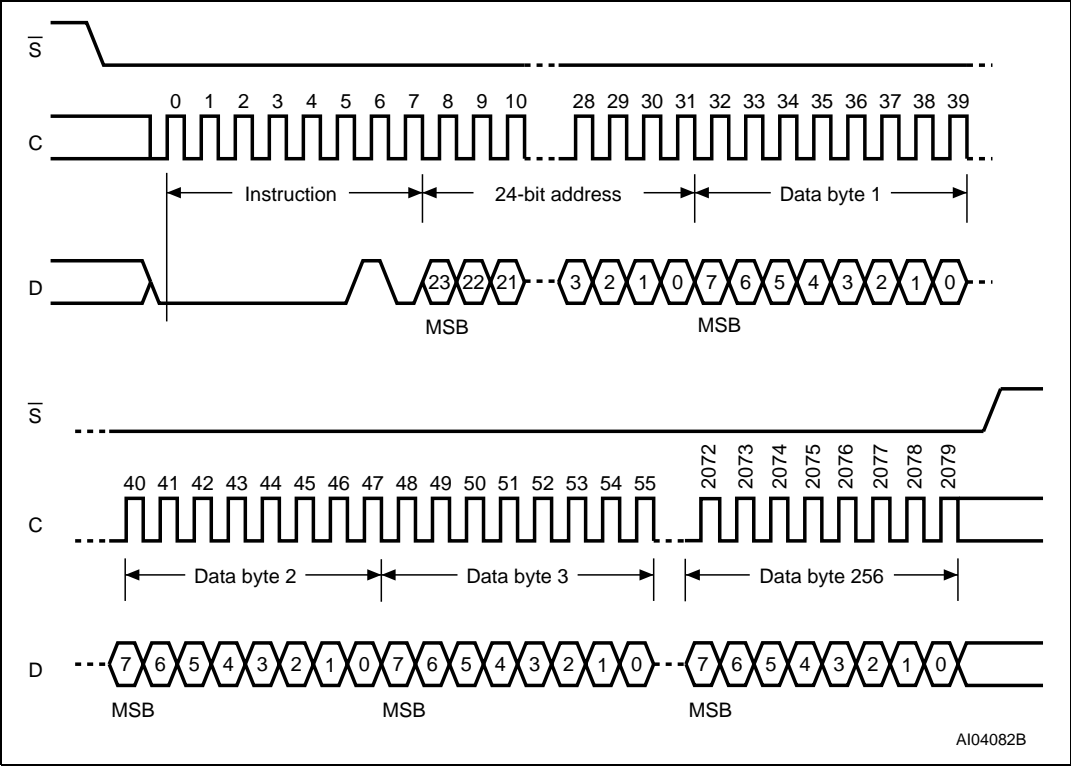 S
0 1 2 3 4 5 6 7 8 9 10 28 29 30 31 32 33 34 35 36 37 38 39
C
Instruction 24-bit address Data byte 1
D 23 22 21 3 2 1 0 7 6 5 4 3 2 1 0
MSB MSB
S
2072 2073 2074 2075 2076 2077 2078 2079
40 41 42 43 44 45 46 47 48 49 50 51 52 53 54 55
C
Data byte 2 Data byte 3 Data byte 256
D 7 6 5 4 3 2 1 0 7 6 5 4 3 2 1 0 7 6 5 4 3 2 1 0
MSB MSB MSB
AI04082B